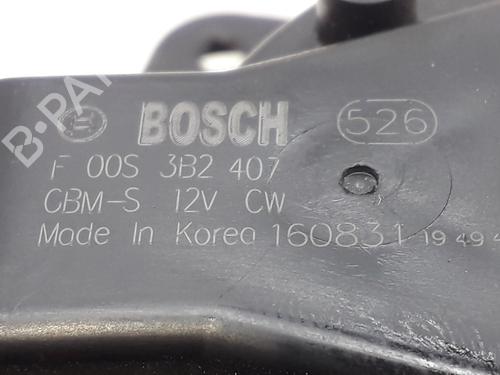 BOSCH 526
F 00S 3B2 407
CBM-S 12V CW
Made In Korea 160831 19 49
B-PA